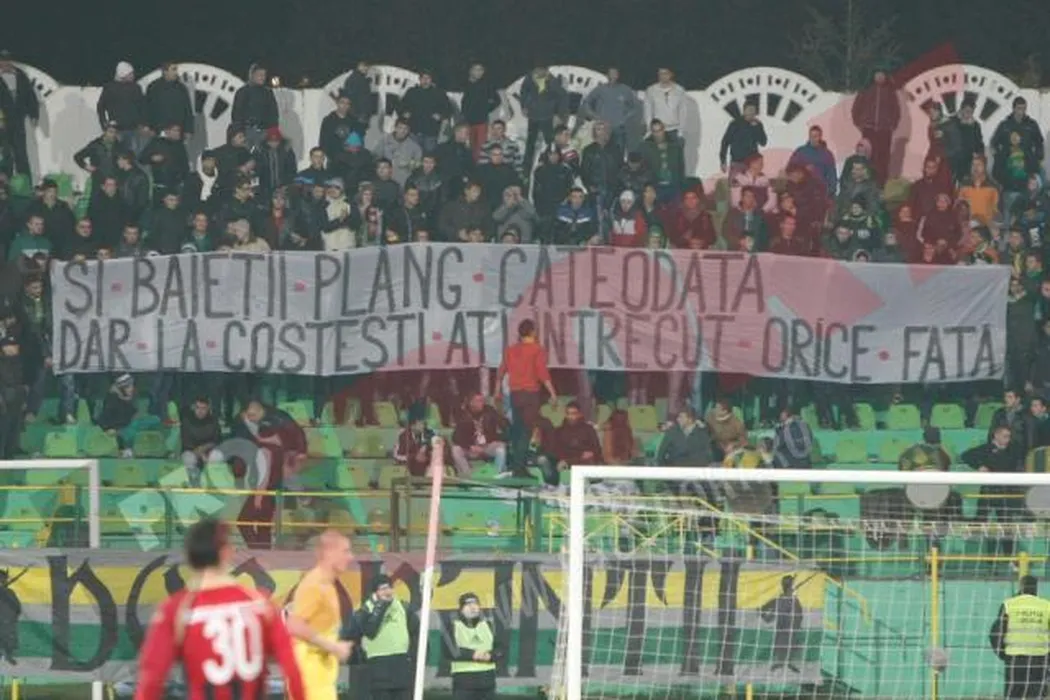 SI BAIETII PLANG CATEODATA
DAR LA COSTESTI ATI INTRECUT ORICE FATA
30